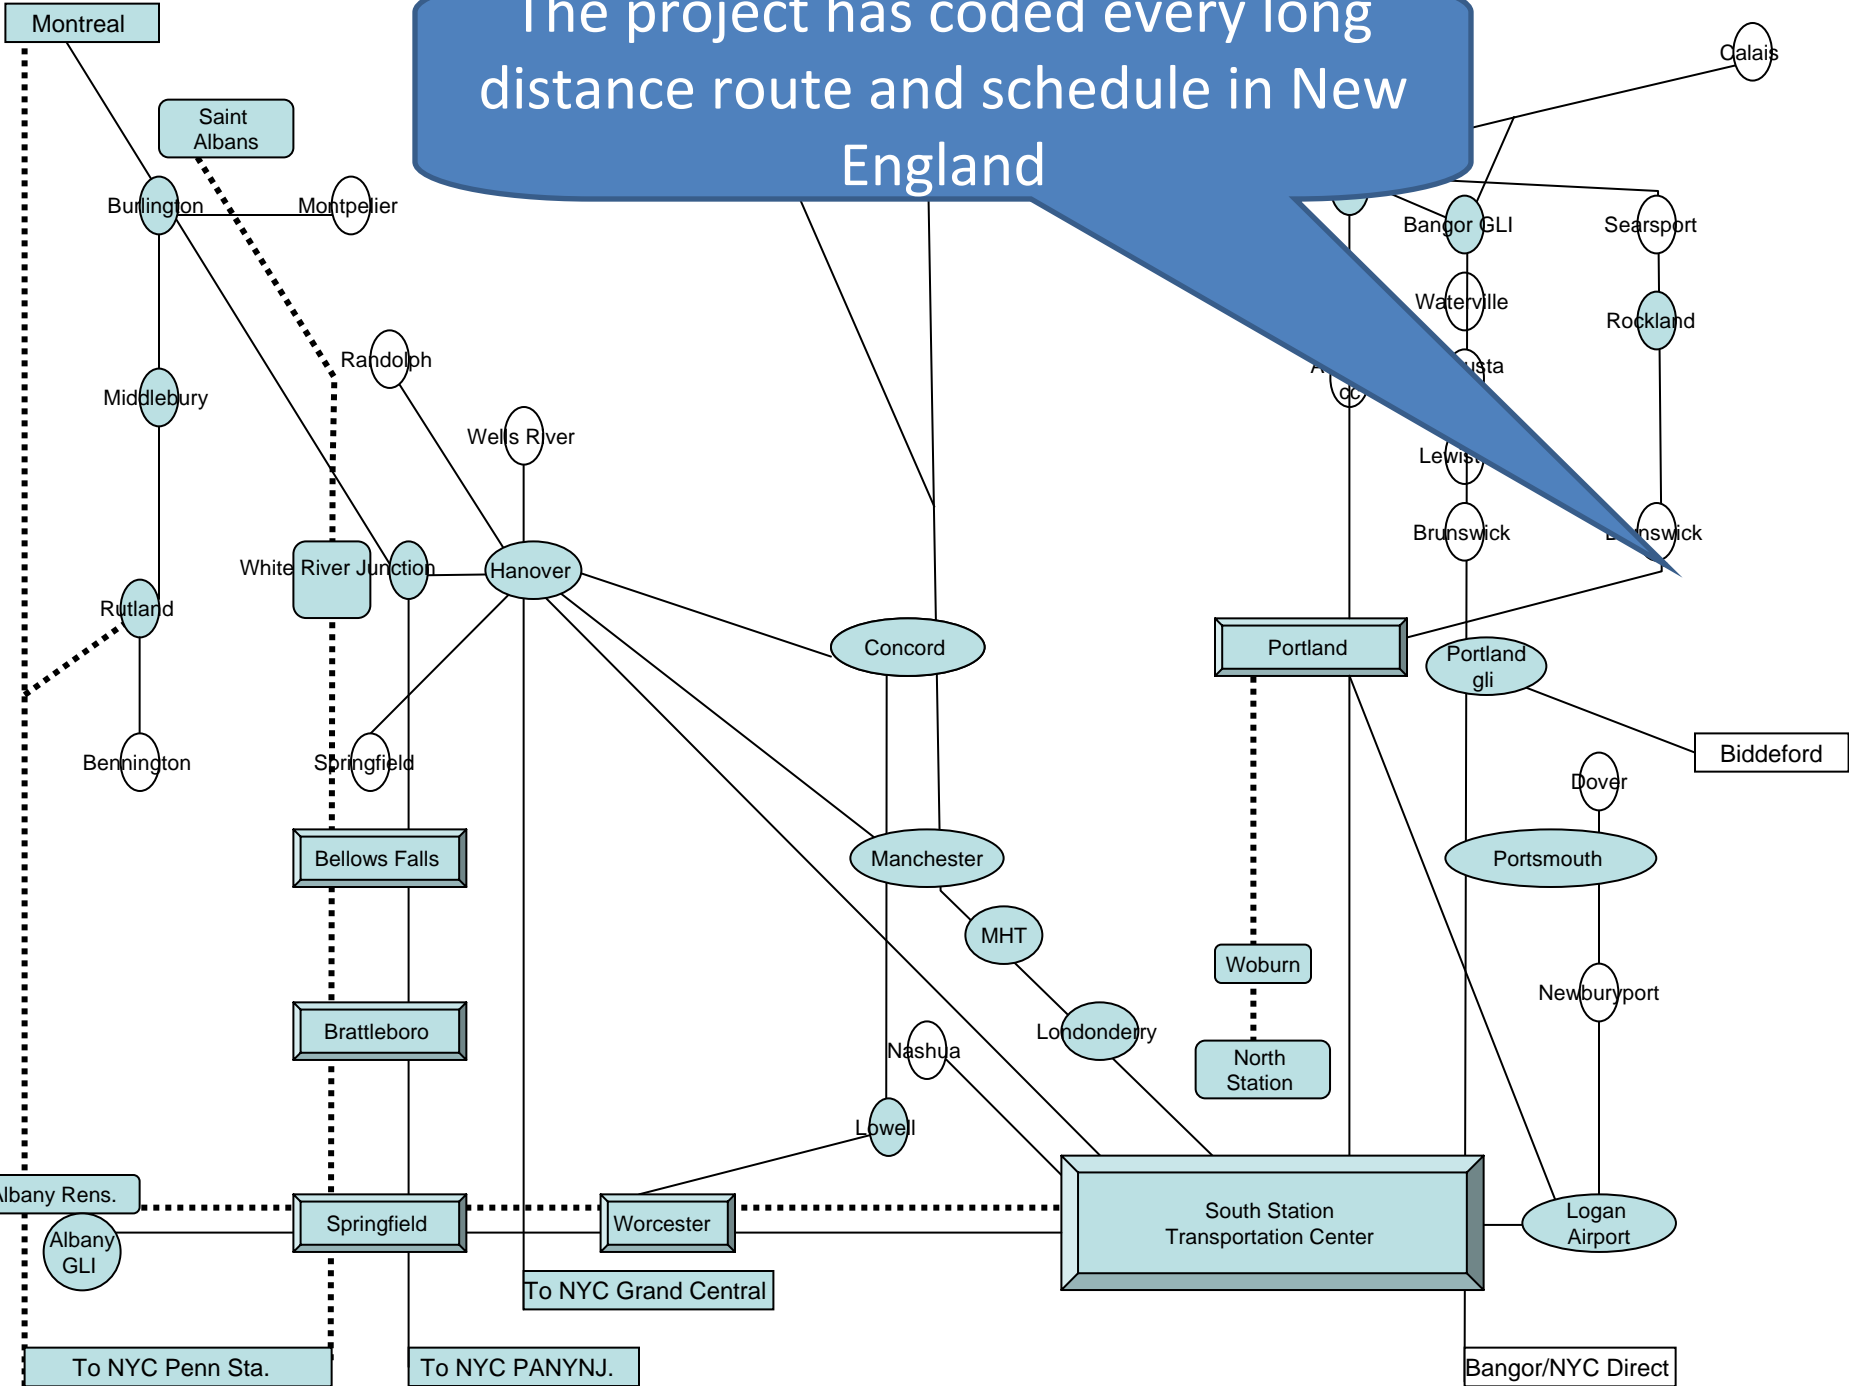 Montreal
The project has coded every long
distance route and schedule in New
England
Calais
Saint
Albans
Burlington
Montpelier
Bangor GLI
Searsport
Waterville
Rockland
Randolph
usta
cc
Middlebury
Wells River
Lewist
Brunswick
nswick
White River Junction
Hanover
Rutland
Concord
Portland
Portland
gli
Bennington
Springfield
Biddeford
Dover
Bellows Falls
Manchester
Portsmouth
MHT
Woburn
Newburyport
Brattleboro
Nashua
Londonderry
North
Station
Lowell
Albany Rens.
Springfield
Worcester
South Station
Transportation Center
Logan
Airport
Albany
GLI
To NYC Grand Central
To NYC Penn Sta.
To NYC PANYNJ.
Bangor/NYC Direct